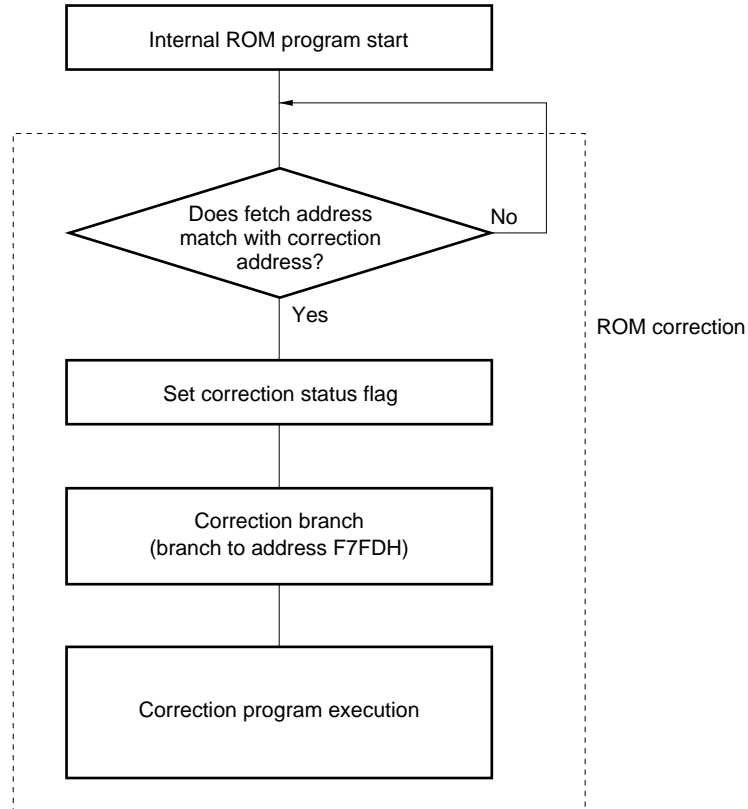 Internal ROM program start
Does fetch address
match with correction
address?
No
Yes
ROM correction
Set correction status flag
Correction branch
(branch to address F7FDH)
Correction program execution